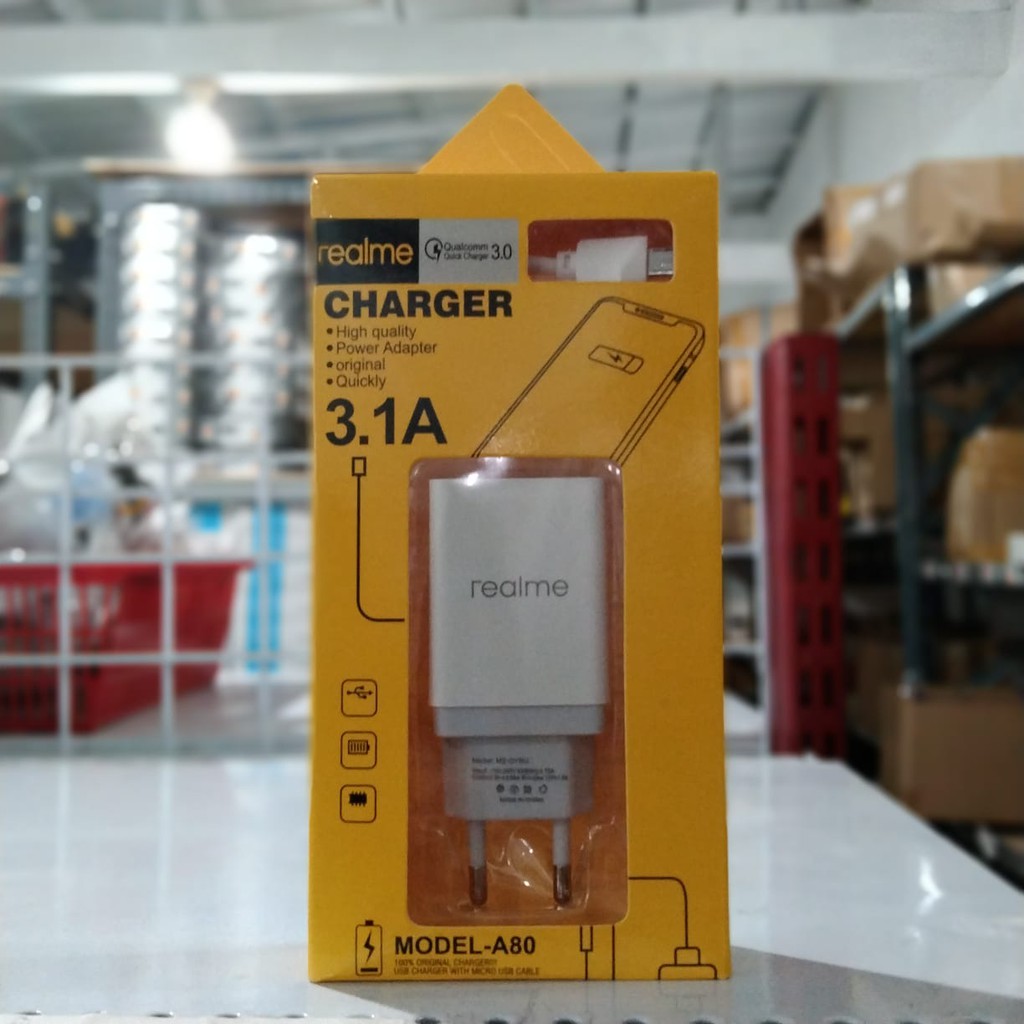 realme
Qualcomm
Quick Charger 3.0
CHARGER
• High quality
• Power Adapter
• original
• Quickly
3.1A
realme
MODEL-A80
100% ORIGINAL CHARGER!!!
USB CHARGER WITH MICRO USB CABLE